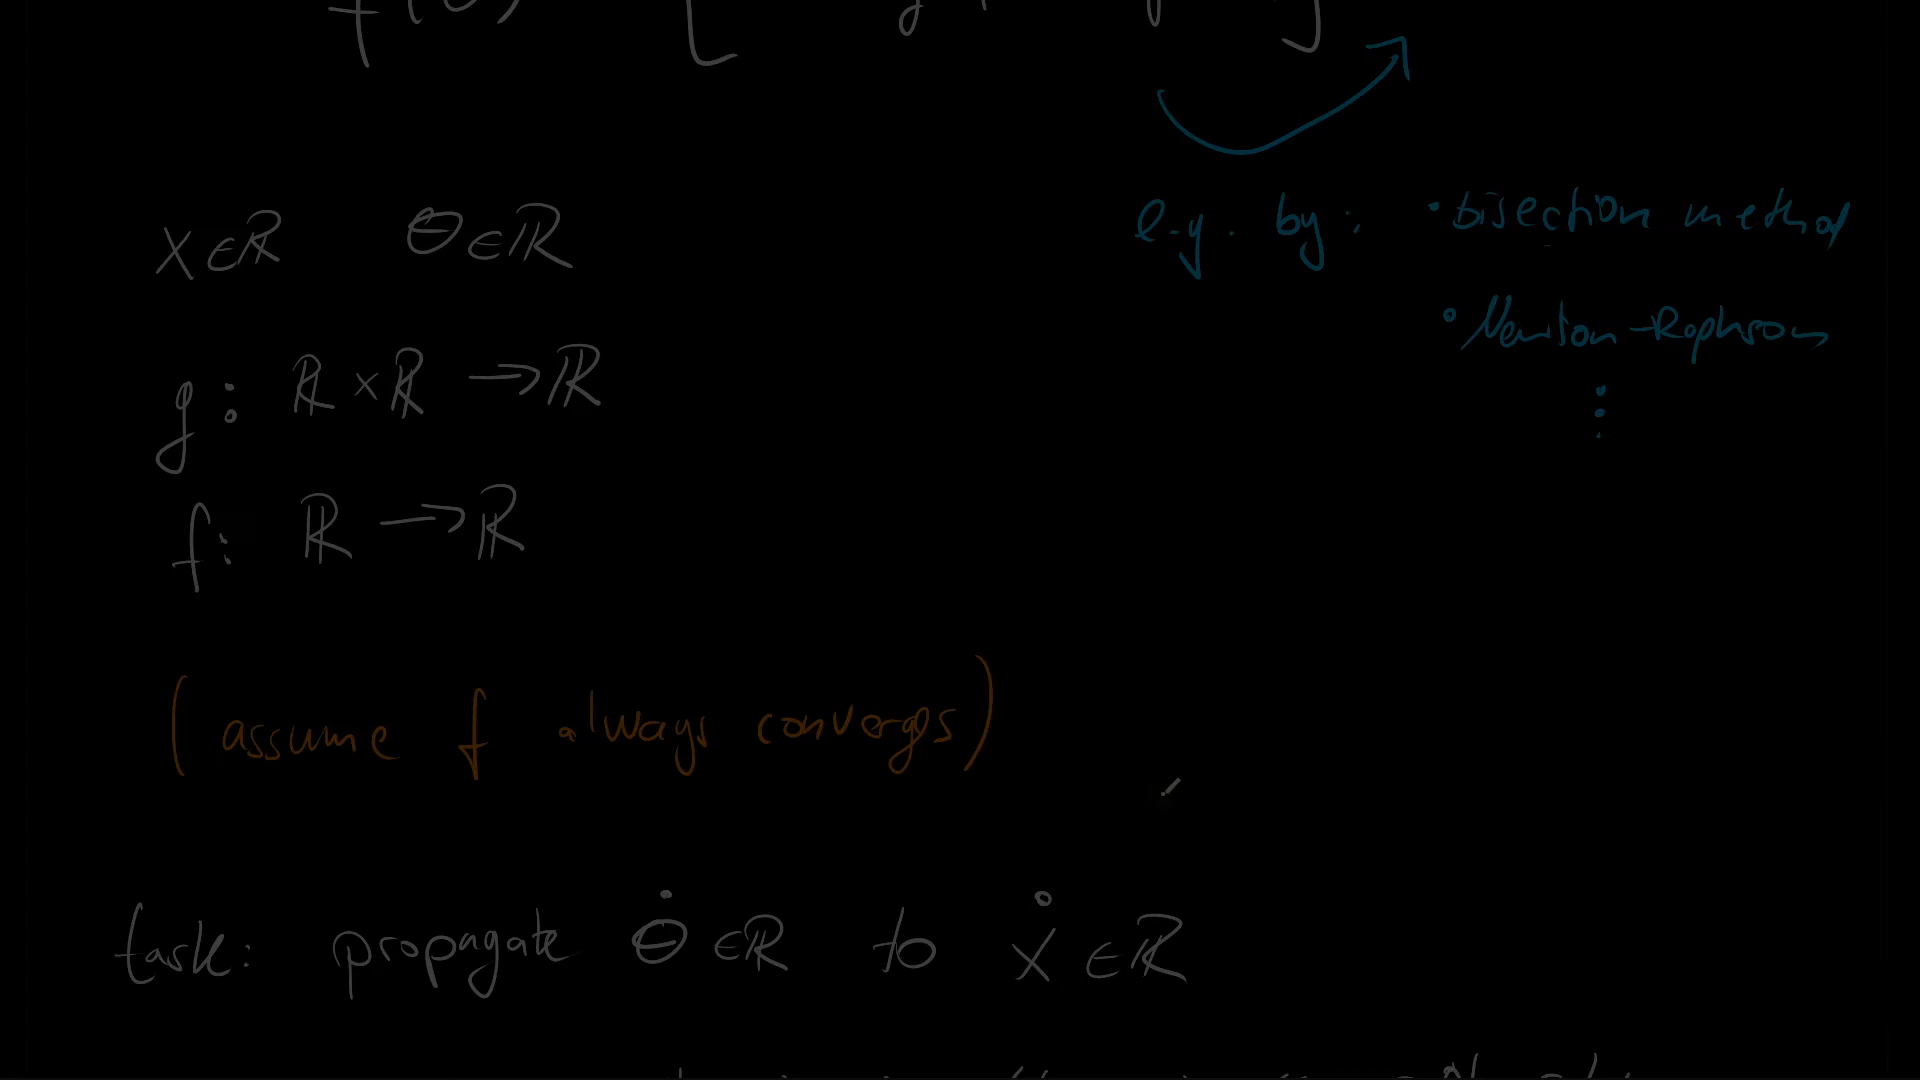 f(
x∈ℝ θ∈ℝ
e.g. by: • bisection method
• Newton-Raphson
⋮
g: ℝ×ℝ → ℝ
f: ℝ → ℝ
(assume f always converges)
task: propagate θ̇ ∈ℝ to ẋ ∈ℝ